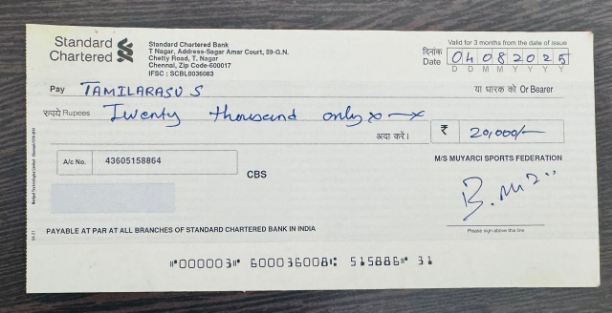 Standard Chartered
Standard Chartered Bank
T Nagar, Address-Sagar Amar Court, 59-G.N.
Chetty Road, T, Nagar
Chennai, Zip Code-600017
IFSC : SCBL0036083
Valid for 3 months from the date of issue
दिनांक Date 04082025
D D M M Y Y Y Y
Pay TAMILARASU S या धारक को Or Bearer
रुपये Rupees Twenty thousand only x—x
अदा करें। ₹ 20,000/-
A/c No. 43605158864
CBS
M/S MUYARCI SPORTS FEDERATION
Please sign above this line
PAYABLE AT PAR AT ALL BRANCHES OF STANDARD CHARTERED BANK IN INDIA
⑈000003⑈ 600036008⑆ 515886⑈ 31